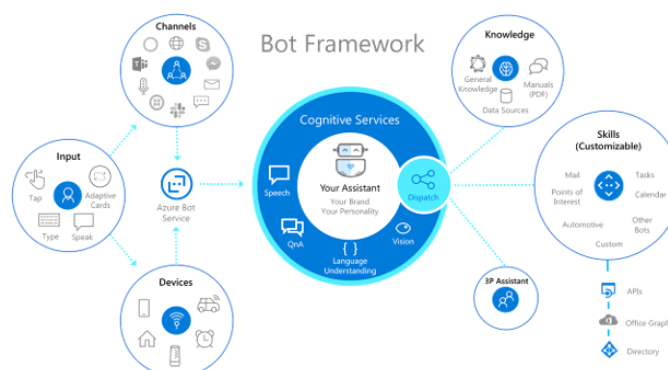 Bot Framework
Channels
Input
Tap
Adaptive
Cards
Type
Speak
Azure Bot
Service
Devices
Cognitive Services
Your Assistant
Your Brand
Your Personality
Speech
QnA
{ }
Language
Understanding
Vision
Dispatch
Knowledge
General
Knowledge
Manuals
(PDF)
Data Sources
Skills
(Customizable)
Mail
Tasks
Points of
Interest
Calendar
Automotive
Other
Bots
Custom
3P Assistant
APIs
Office Graph
Directory